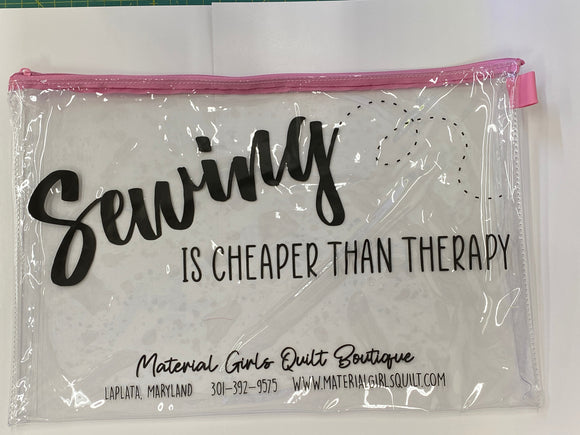 Sewing
IS CHEAPER THAN THERAPY
Material Girls Quilt Boutique
LAPLATA, MARYLAND 301-392-9575 WWW.MATERIALGIRLSQUILT.COM